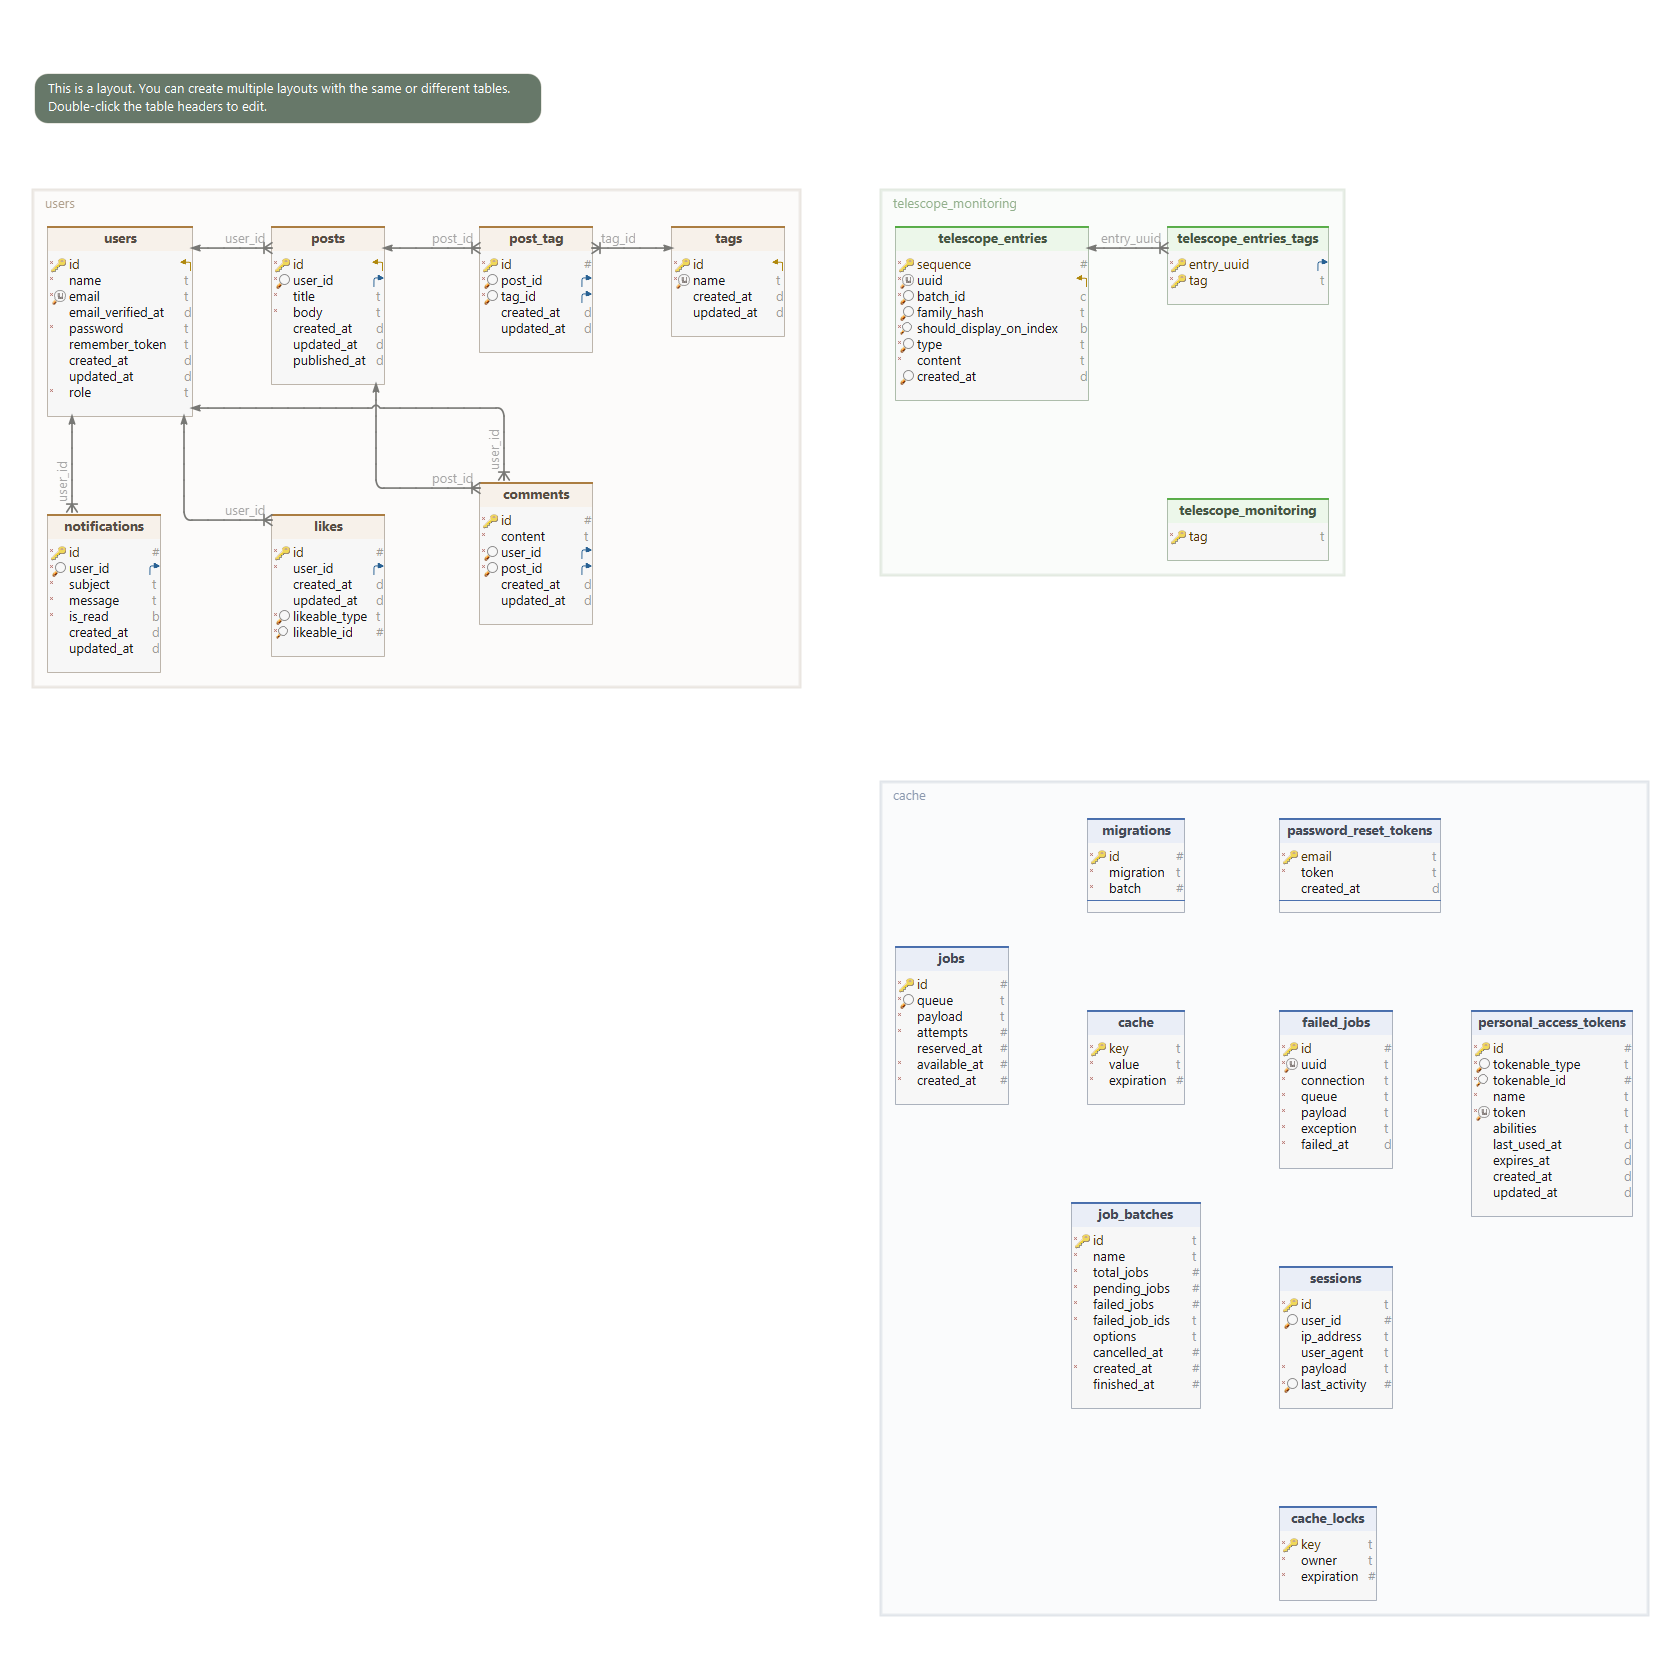 This is a layout. You can create multiple layouts with the same or different tables.
Double-click the table headers to edit.
users
users
id
name t
email t
email_verified_at d
password t
remember_token t
created_at d
updated_at d
role t
user_id
posts
id
user_id
title t
body t
created_at d
updated_at d
published_at d
post_id
post_tag
id #
post_id
tag_id
created_at d
updated_at d
tag_id
tags
id
name t
created_at d
updated_at d
user_id
notifications
id #
user_id
subject t
message t
is_read b
created_at d
updated_at d
user_id
likes
id #
user_id
created_at d
updated_at d
likeable_type t
likeable_id #
post_id
user_id
comments
id #
content t
user_id
post_id
created_at d
updated_at d
telescope_monitoring
telescope_entries
sequence #
uuid
batch_id c
family_hash t
should_display_on_index b
type t
content t
created_at d
entry_uuid
telescope_entries_tags
entry_uuid
tag t
telescope_monitoring
tag t
cache
migrations
id #
migration t
batch #
password_reset_tokens
email t
token t
created_at d
jobs
id #
queue t
payload t
attempts #
reserved_at #
available_at #
created_at #
cache
key t
value t
expiration #
failed_jobs
id #
uuid t
connection t
queue t
payload t
exception t
failed_at d
personal_access_tokens
id #
tokenable_type t
tokenable_id #
name t
token t
abilities t
last_used_at d
expires_at d
created_at d
updated_at d
job_batches
id t
name t
total_jobs #
pending_jobs #
failed_jobs #
failed_job_ids t
options t
cancelled_at #
created_at #
finished_at #
sessions
id t
user_id #
ip_address t
user_agent t
payload t
last_activity #
cache_locks
key t
owner t
expiration #